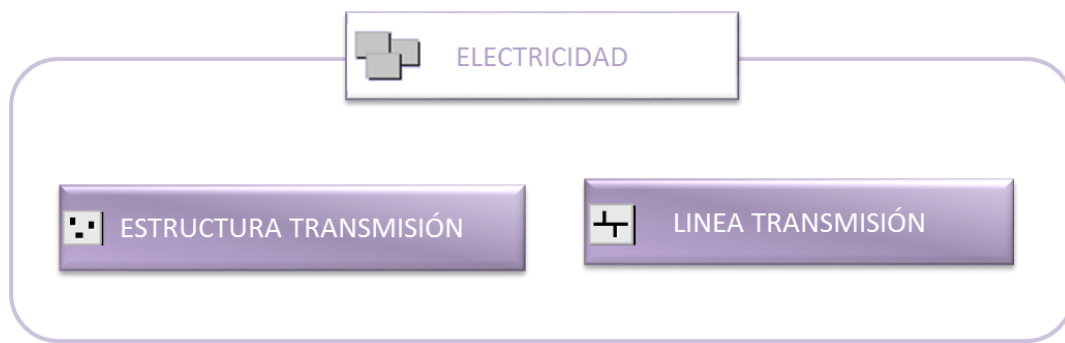 ELECTRICIDAD
ESTRUCTURA TRANSMISIÓN
LINEA TRANSMISIÓN